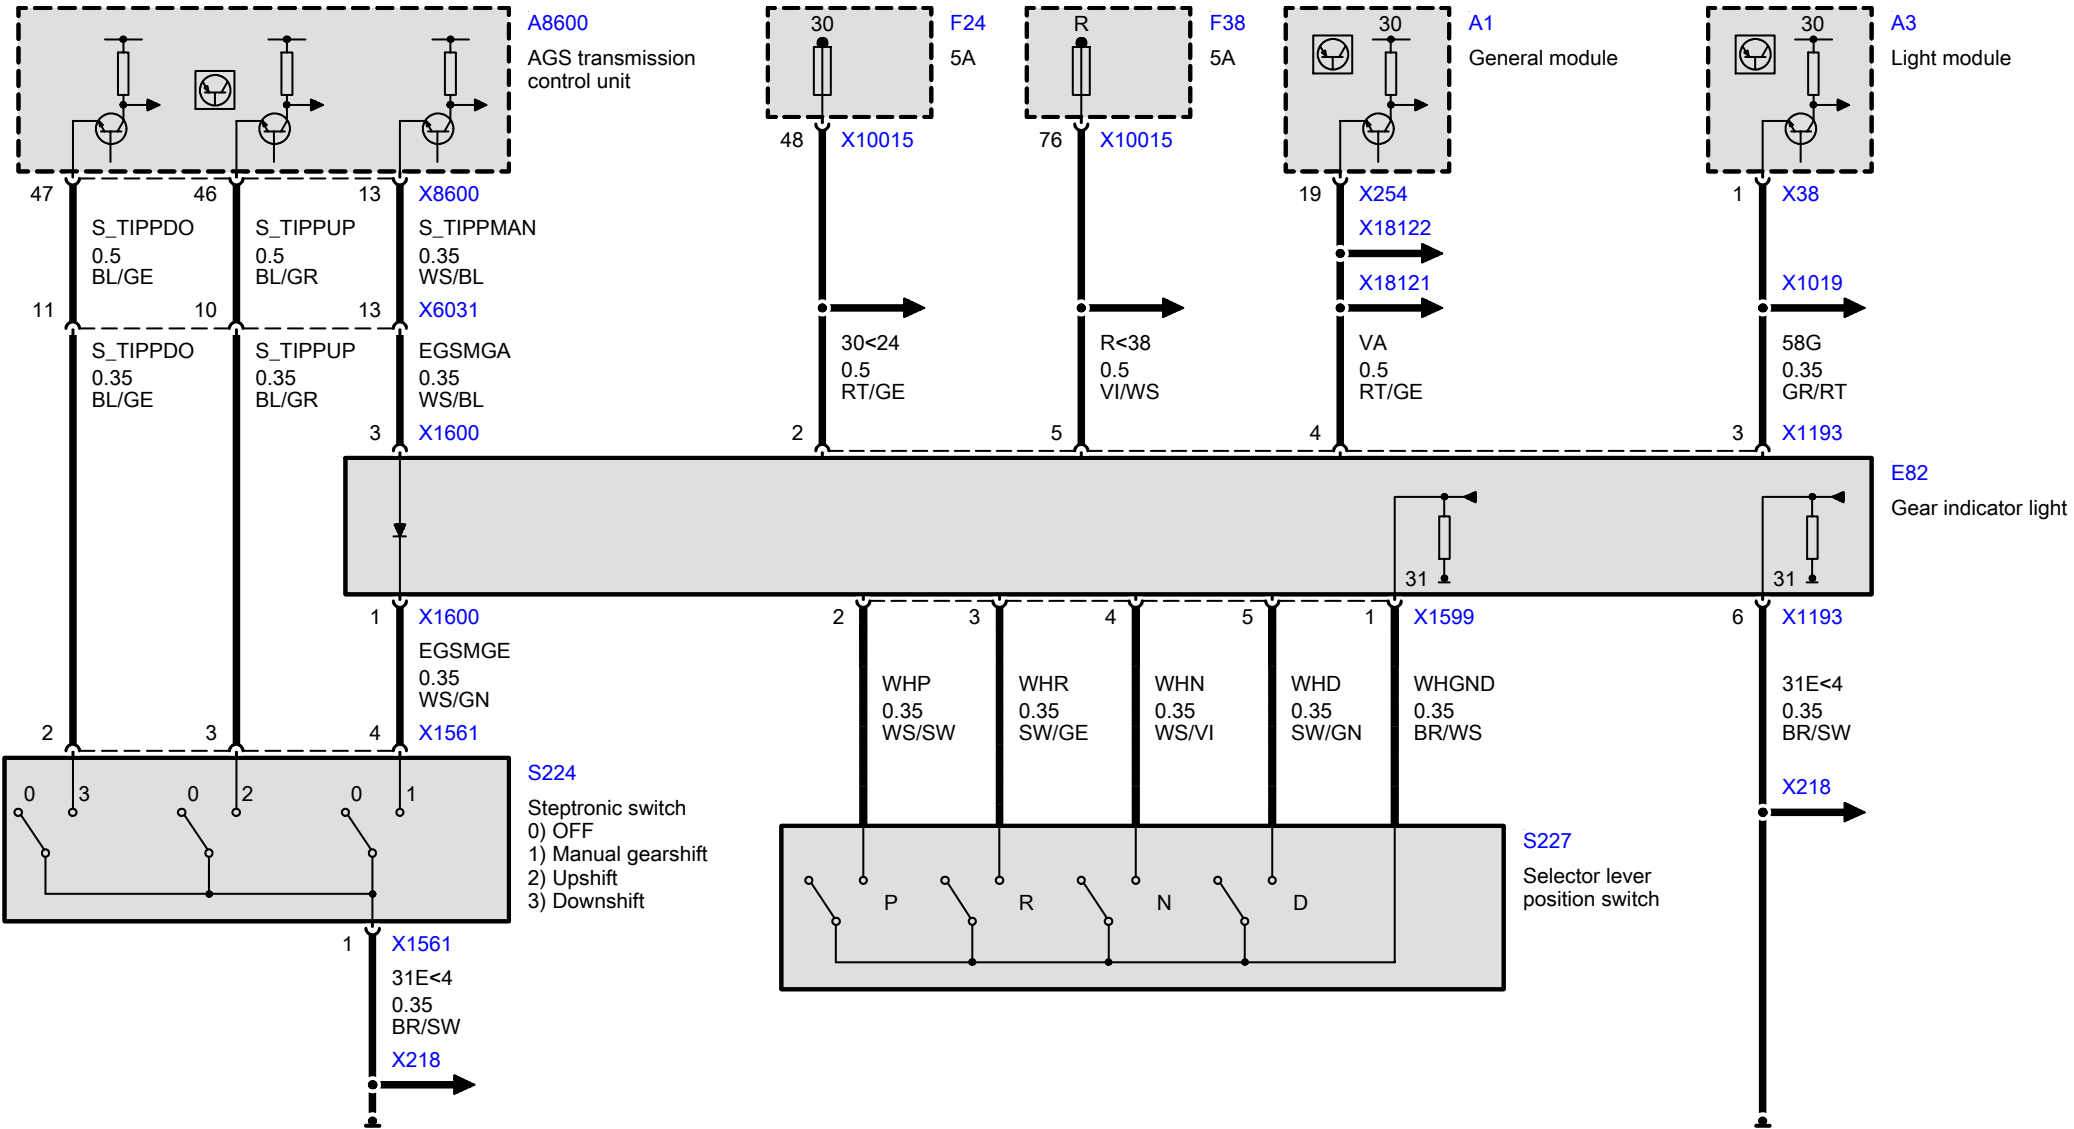 A8600
AGS transmission
control unit
30
F24
5A
R
F38
5A
30
A1
General module
30
A3
Light module
48
X10015
76
X10015
47
46
13
X8600
19
X254
1
X38
S_TIPPDO
0.5
BL/GE
S_TIPPUP
0.5
BL/GR
S_TIPPMAN
0.35
WS/BL
X18122
X18121
X1019
11
10
13
X6031
S_TIPPDO
0.35
BL/GE
S_TIPPUP
0.35
BL/GR
EGSMGA
0.35
WS/BL
30<24
0.5
RT/GE
R<38
0.5
VI/WS
VA
0.5
RT/GE
58G
0.35
GR/RT
3
X1600
2
5
4
3
X1193
E82
Gear indicator light
31
31
1
X1600
2
3
4
5
1
X1599
6
X1193
EGSMGE
0.35
WS/GN
WHP
0.35
WS/SW
WHR
0.35
SW/GE
WHN
0.35
WS/VI
WHD
0.35
SW/GN
WHGND
0.35
BR/WS
31E<4
0.35
BR/SW
2
3
4
X1561
X218
0
3
0
2
0
1
S224
Steptronic switch
0) OFF
1) Manual gearshift
2) Upshift
3) Downshift
P
R
N
D
S227
Selector lever
position switch
1
X1561
31E<4
0.35
BR/SW
X218